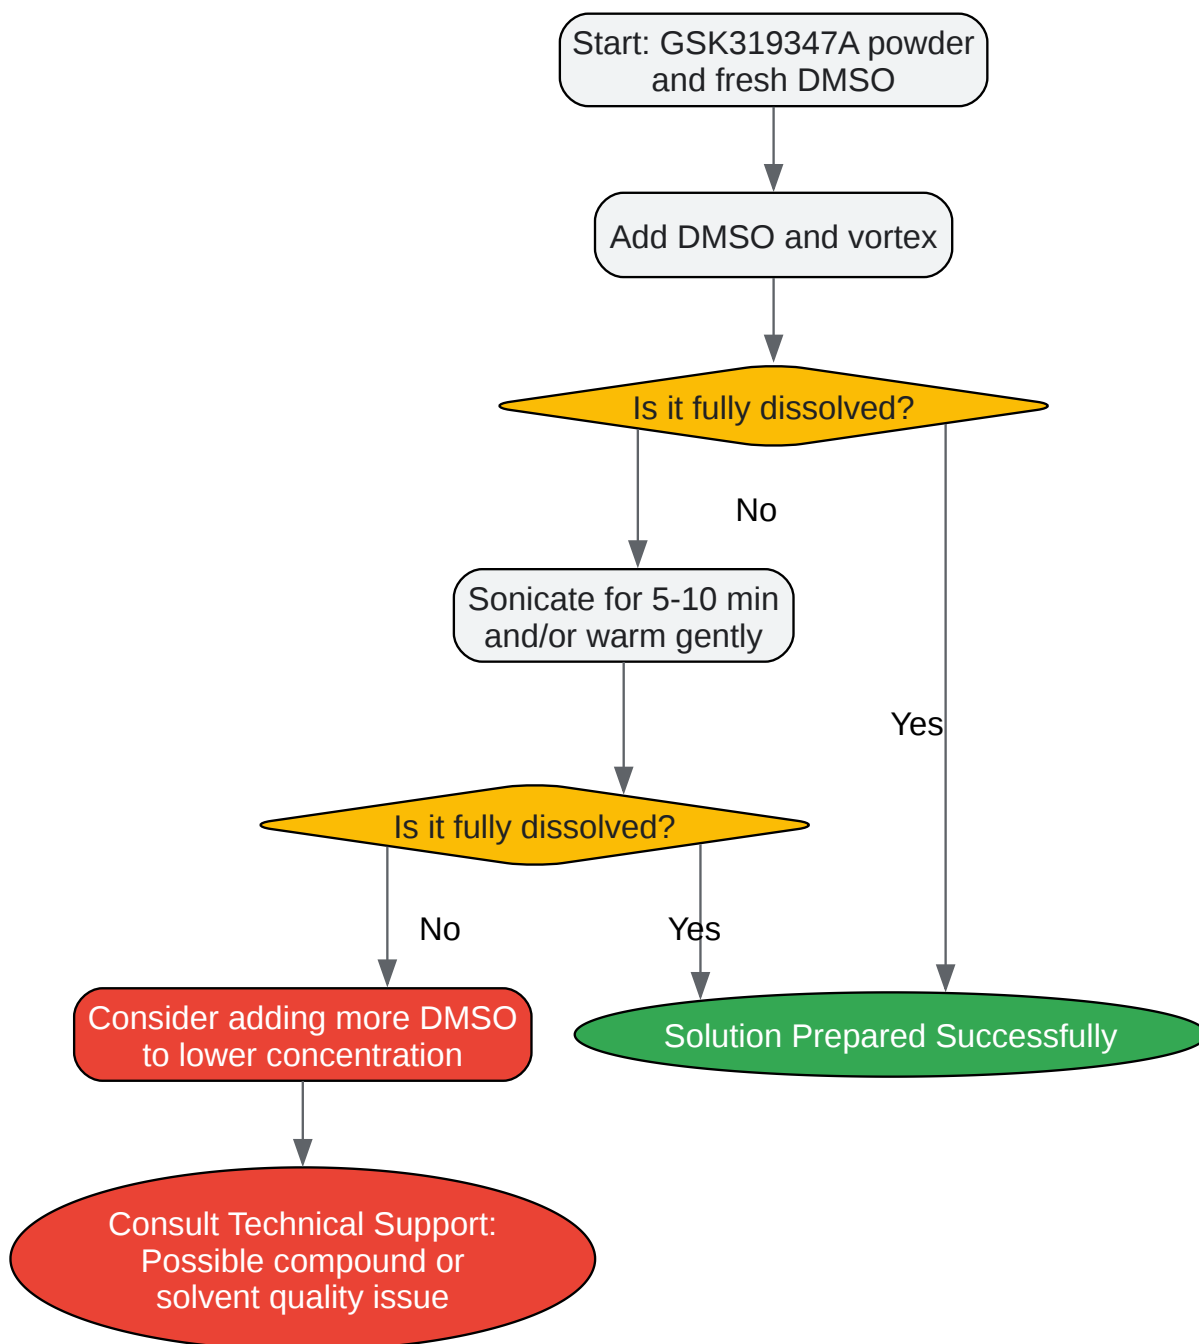 Start: GSK319347A powder
and fresh DMSO
Add DMSO and vortex
Is it fully dissolved?
No
Sonicate for 5-10 min
and/or warm gently
Yes
Is it fully dissolved?
No
Yes
Consider adding more DMSO
to lower concentration
Solution Prepared Successfully
Consult Technical Support:
Possible compound or
solvent quality issue